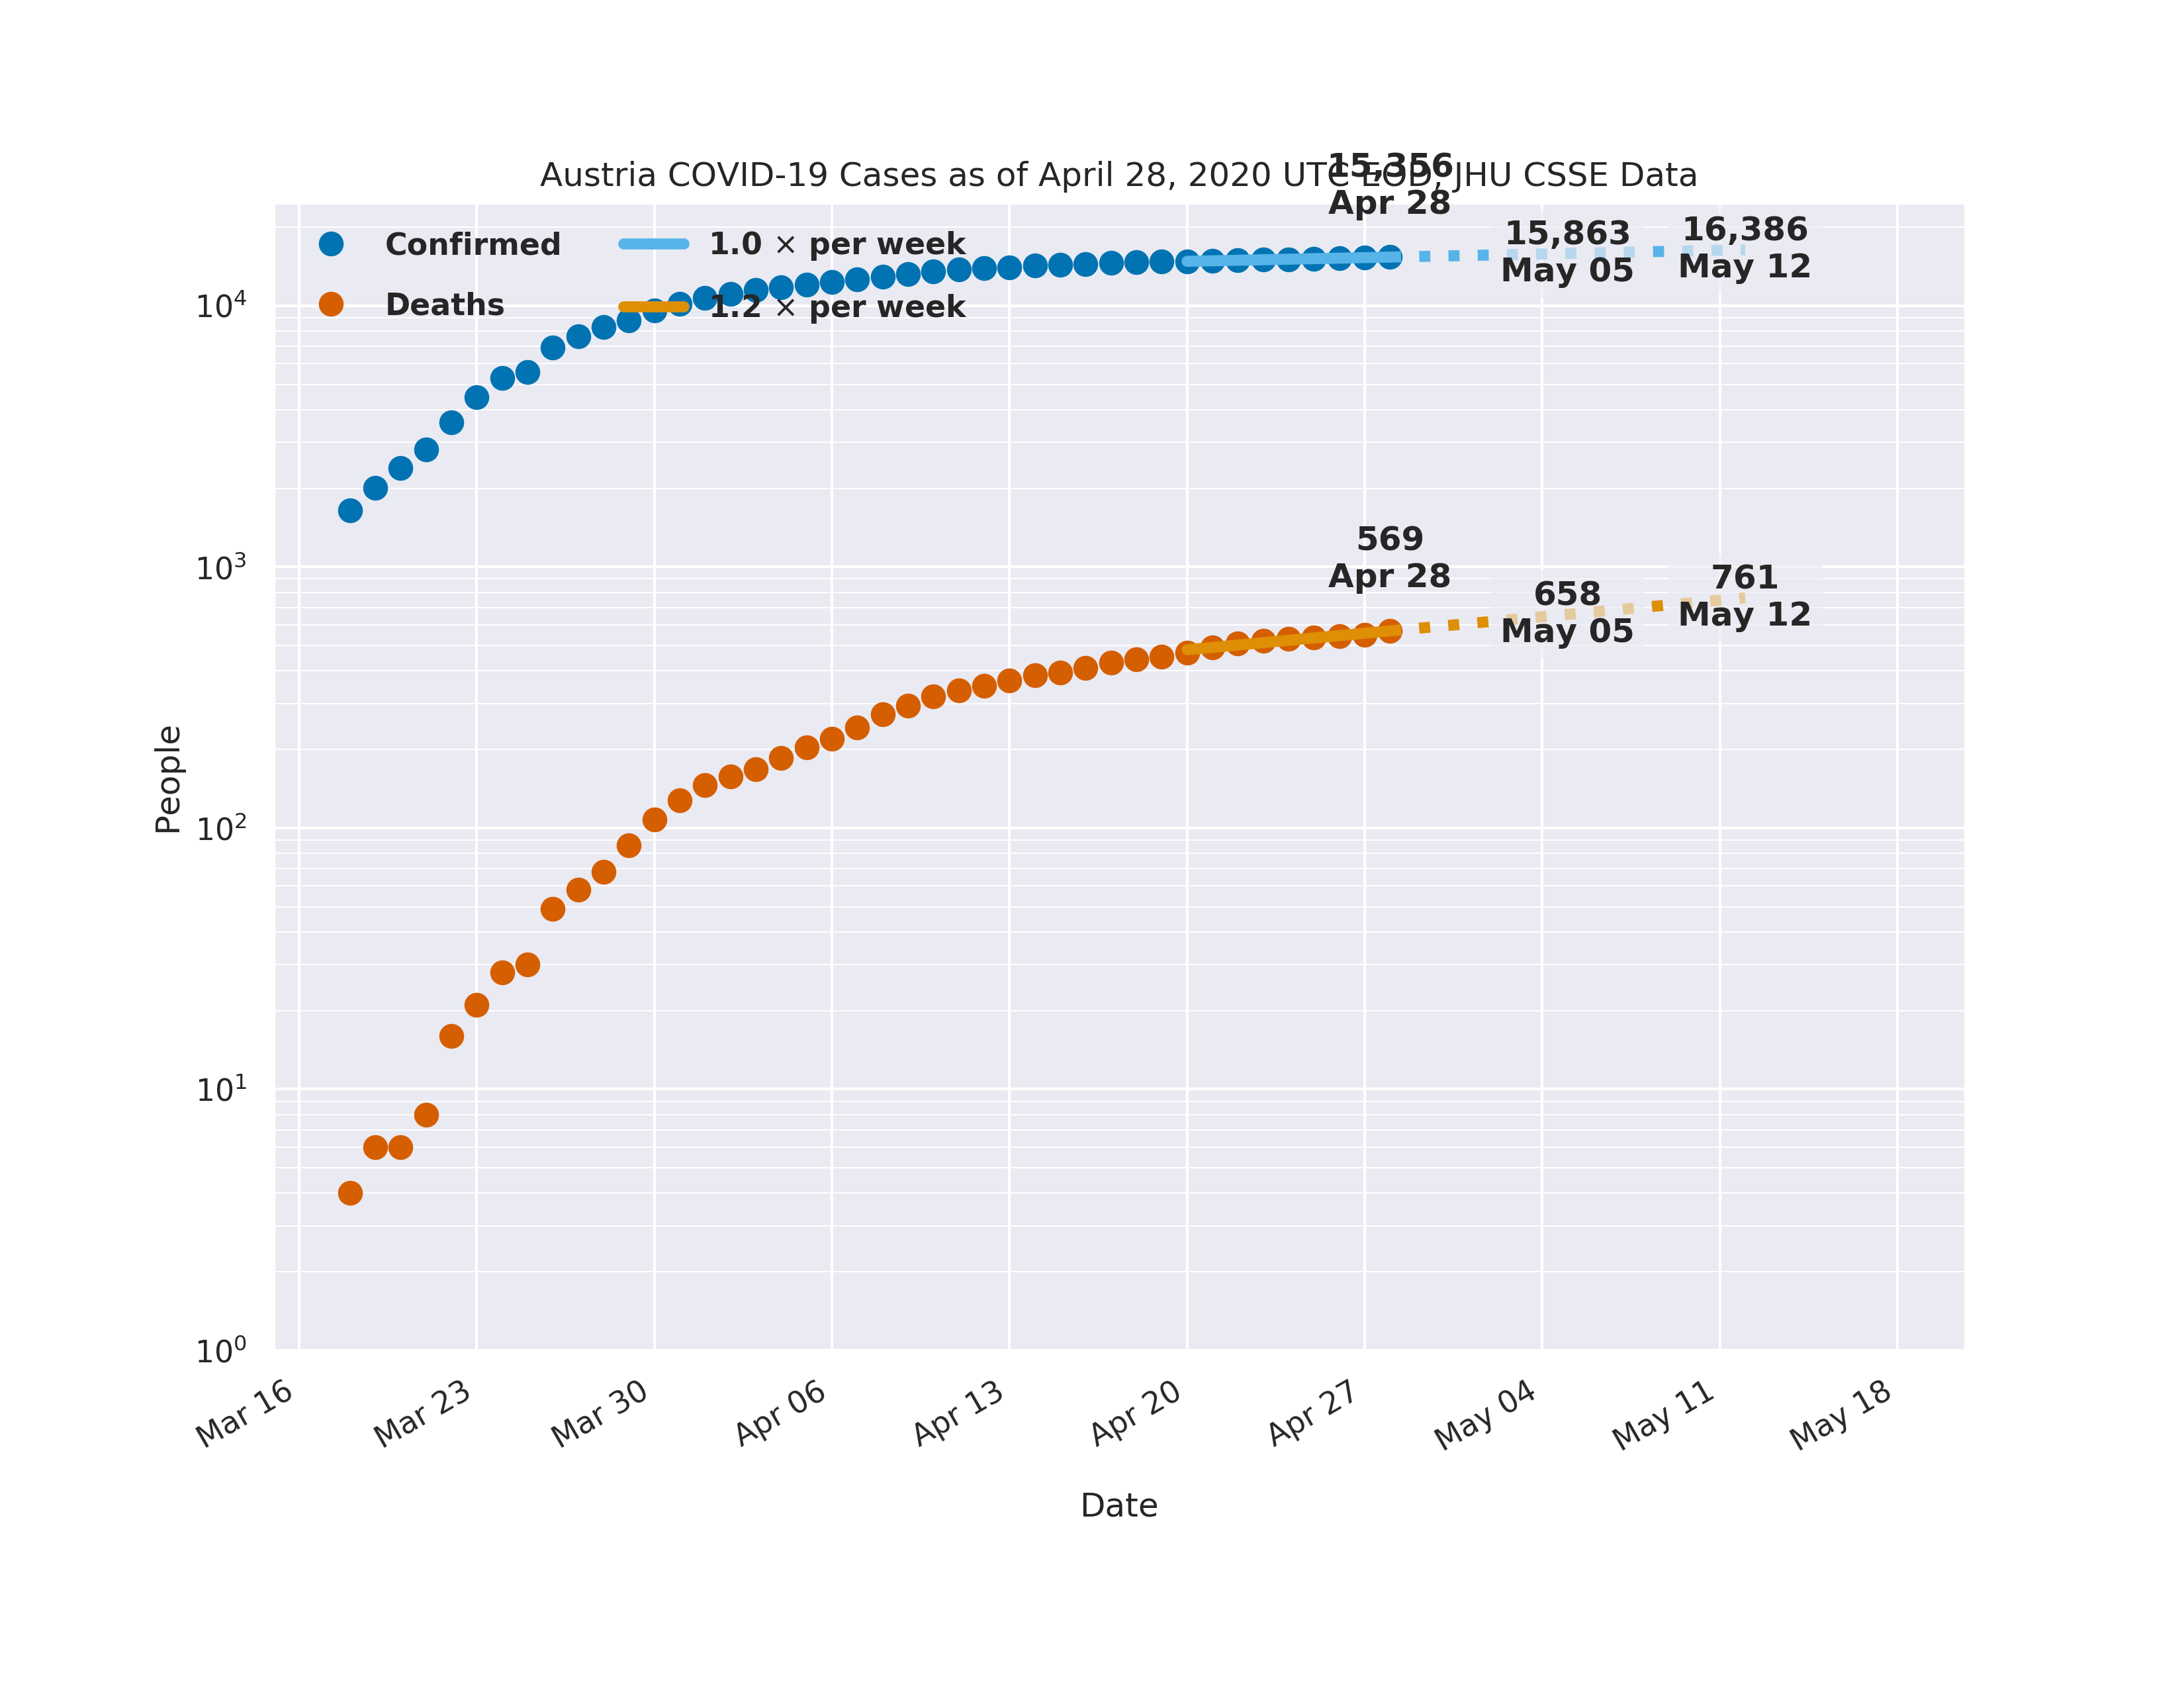 Austria COVID-19 Cases as of April 28, 2020 UTC EOD, JHU CSSE Data
15,356
Apr 28
15,863
May 05
16,386
May 12
Confirmed
1.0 × per week
Deaths
1.2 × per week
569
Apr 28
658
May 05
761
May 12
People
10⁴
10³
10²
10¹
10⁰
Mar 16
Mar 23
Mar 30
Apr 06
Apr 13
Apr 20
Apr 27
May 04
May 11
May 18
Date